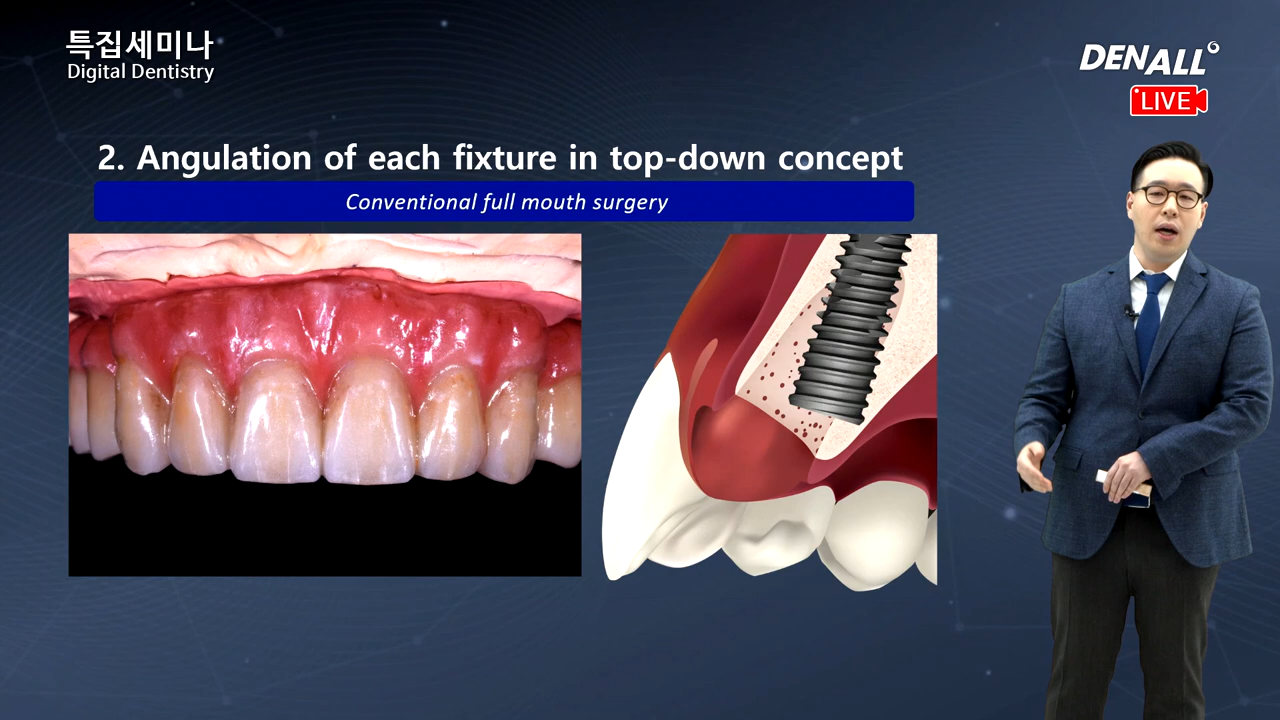 특집세미나
Digital Dentistry
DENALL
LIVE
2. Angulation of each fixture in top-down concept
Conventional full mouth surgery